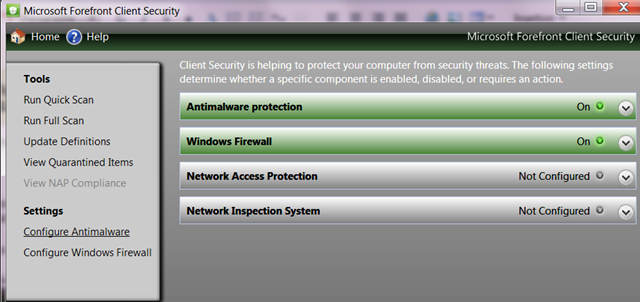 Microsoft Forefront Client Security
Home Help Microsoft Forefront Client Security
Tools
Run Quick Scan
Run Full Scan
Update Definitions
View Quarantined Items
View NAP Compliance
Settings
Configure Antimalware
Configure Windows Firewall
Client Security is helping to protect your computer from security threats. The following settings
determine whether a specific component is enabled, disabled, or requires an action.
Antimalware protection On
Windows Firewall On
Network Access Protection Not Configured
Network Inspection System Not Configured